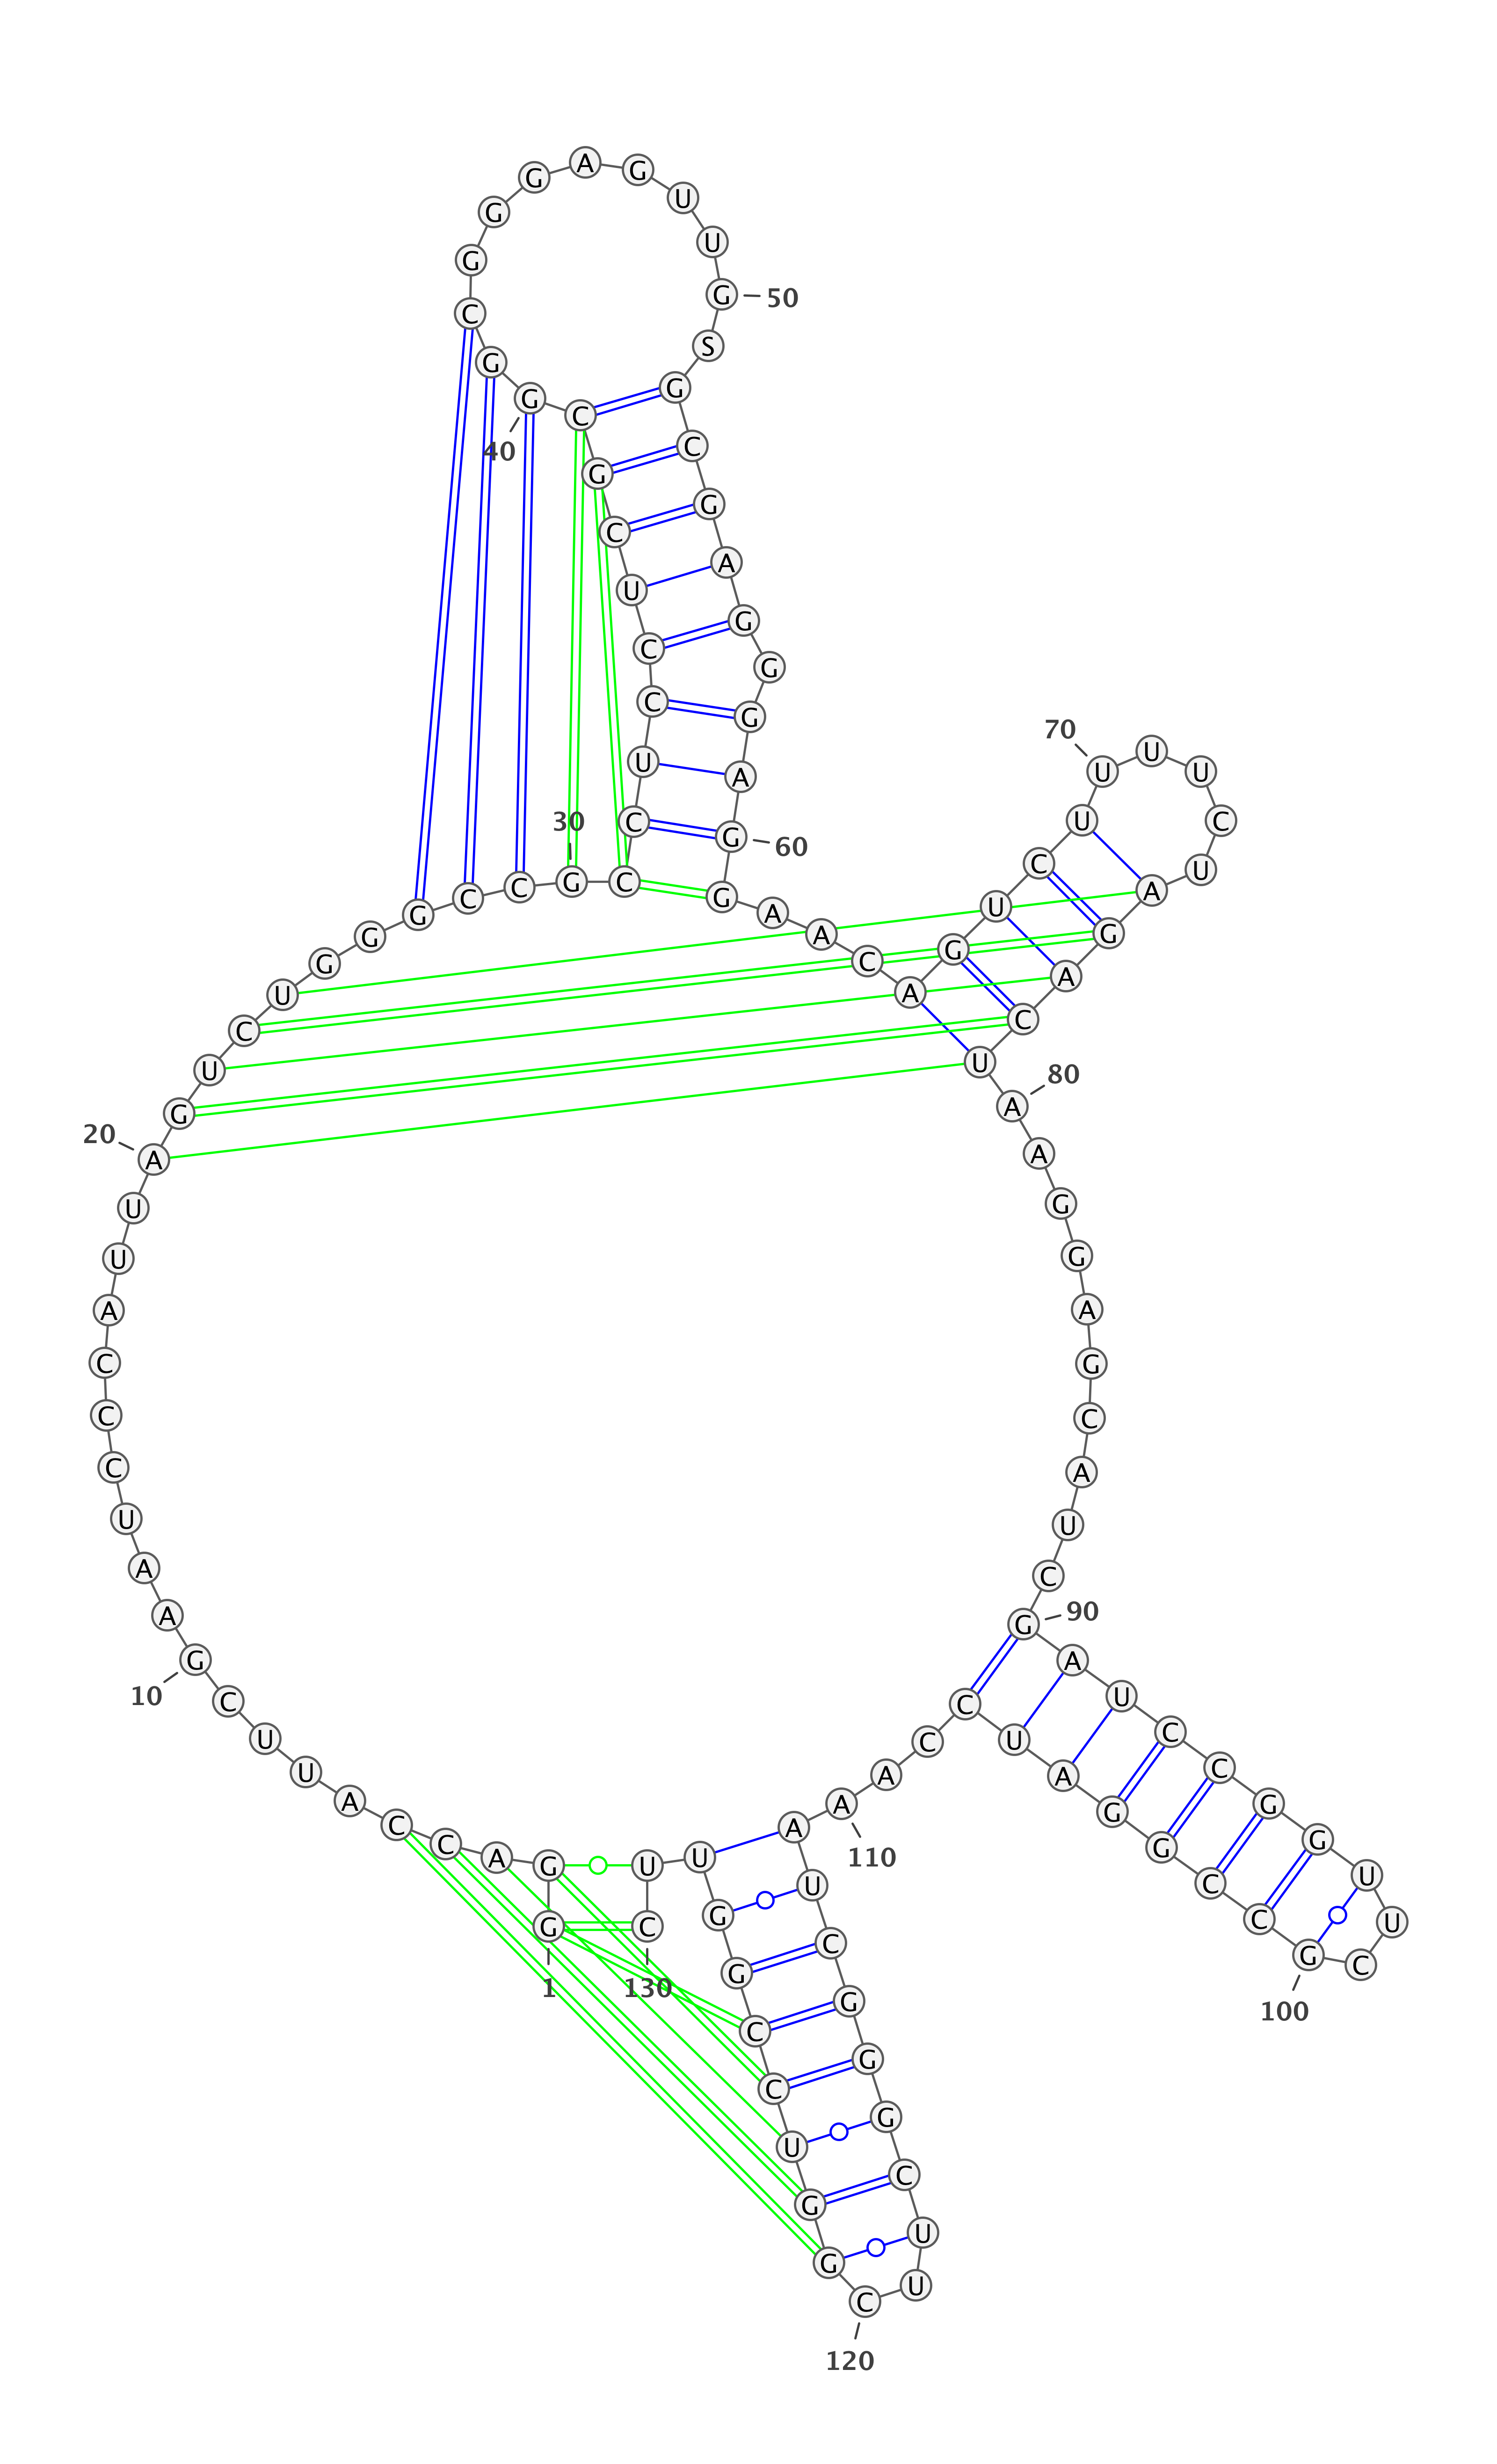 G
1
G A C C A U U C G
10
A A U C C C A U U A
20
G U C U G G G C C G
30
C C U C C U C G C G
40
G C G G G A G U U G
50
S G C G A G G G A G
60
G A A C A G U C U U
70
U U C U A G A C U A
80
A G G A G C A U C G
90
A U C C G G U U C G
100
C C G G A U C C A A
110
A U C G G G C U U C
120
G G U C C G G U U C
130